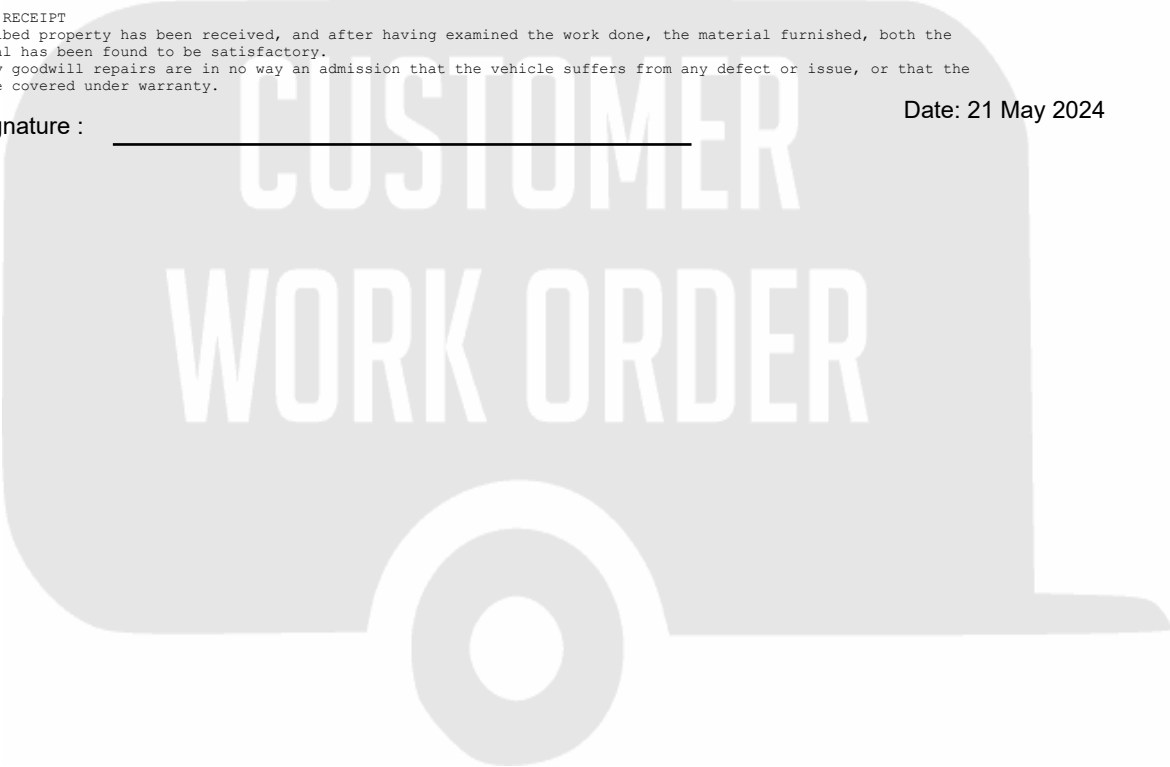 RECEIPT
ibed property has been received, and after having examined the work done, the material furnished, both the
al has been found to be satisfactory.
y goodwill repairs are in no way an admission that the vehicle suffers from any defect or issue, or that the
e covered under warranty.
Date: 21 May 2024
gnature :
CUSTOMER
WORK ORDER